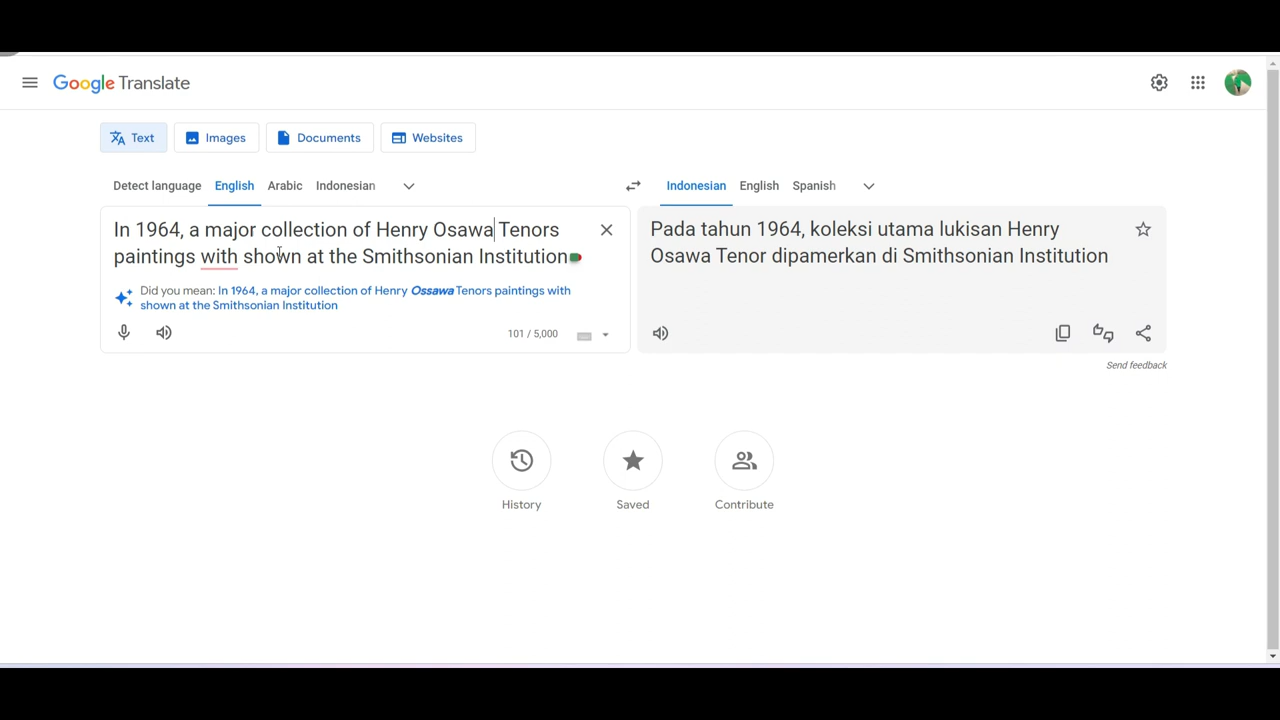 Google Translate
Text
Images
Documents
Websites
Detect language
English
Arabic
Indonesian
Indonesian
English
Spanish
In 1964, a major collection of Henry Osawa Tenors
paintings with shown at the Smithsonian Institution
Did you mean: In 1964, a major collection of Henry Ossawa Tenors paintings with
shown at the Smithsonian Institution
101 / 5,000
Pada tahun 1964, koleksi utama lukisan Henry
Osawa Tenor dipamerkan di Smithsonian Institution
Send feedback
History
Saved
Contribute